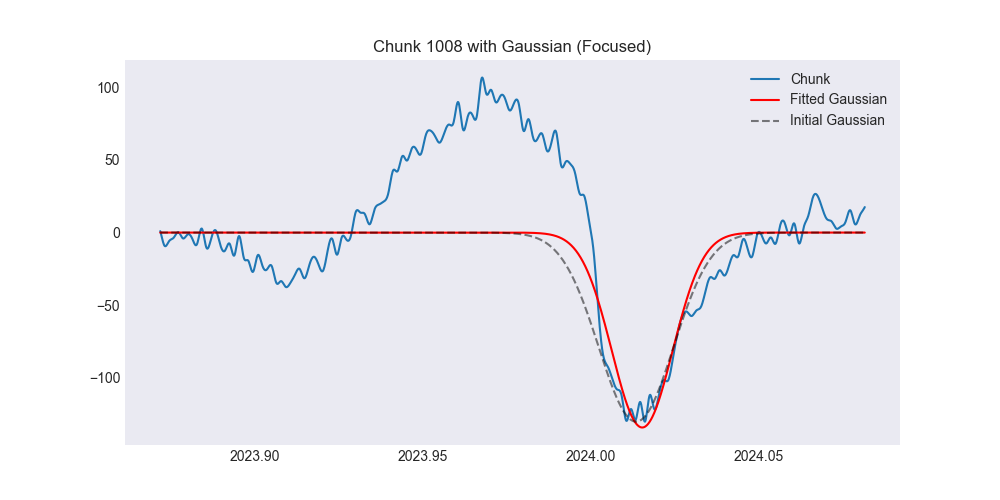 Chunk 1008 with Gaussian (Focused)
Chunk
Fitted Gaussian
Initial Gaussian
100
50
0
−50
−100
2023.90 2023.95 2024.00 2024.05